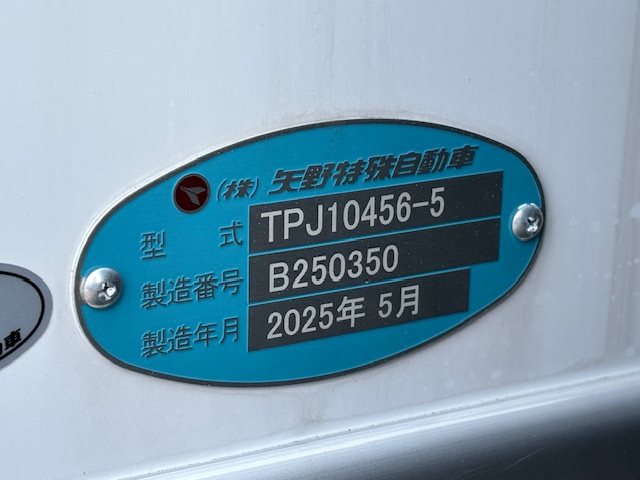 (株)矢野特殊自動車
型 式 TPJ10456-5
製造番号 B250350
製造年月 2025年 5月
車